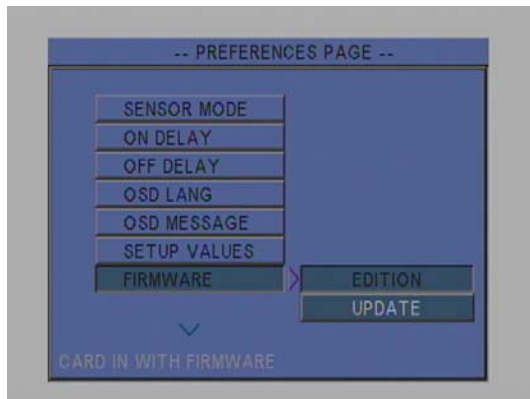 -- PREFERENCES PAGE --
SENSOR MODE
ON DELAY
OFF DELAY
OSD LANG
OSD MESSAGE
SETUP VALUES
FIRMWARE EDITION
UPDATE
CARD IN WITH FIRMWARE